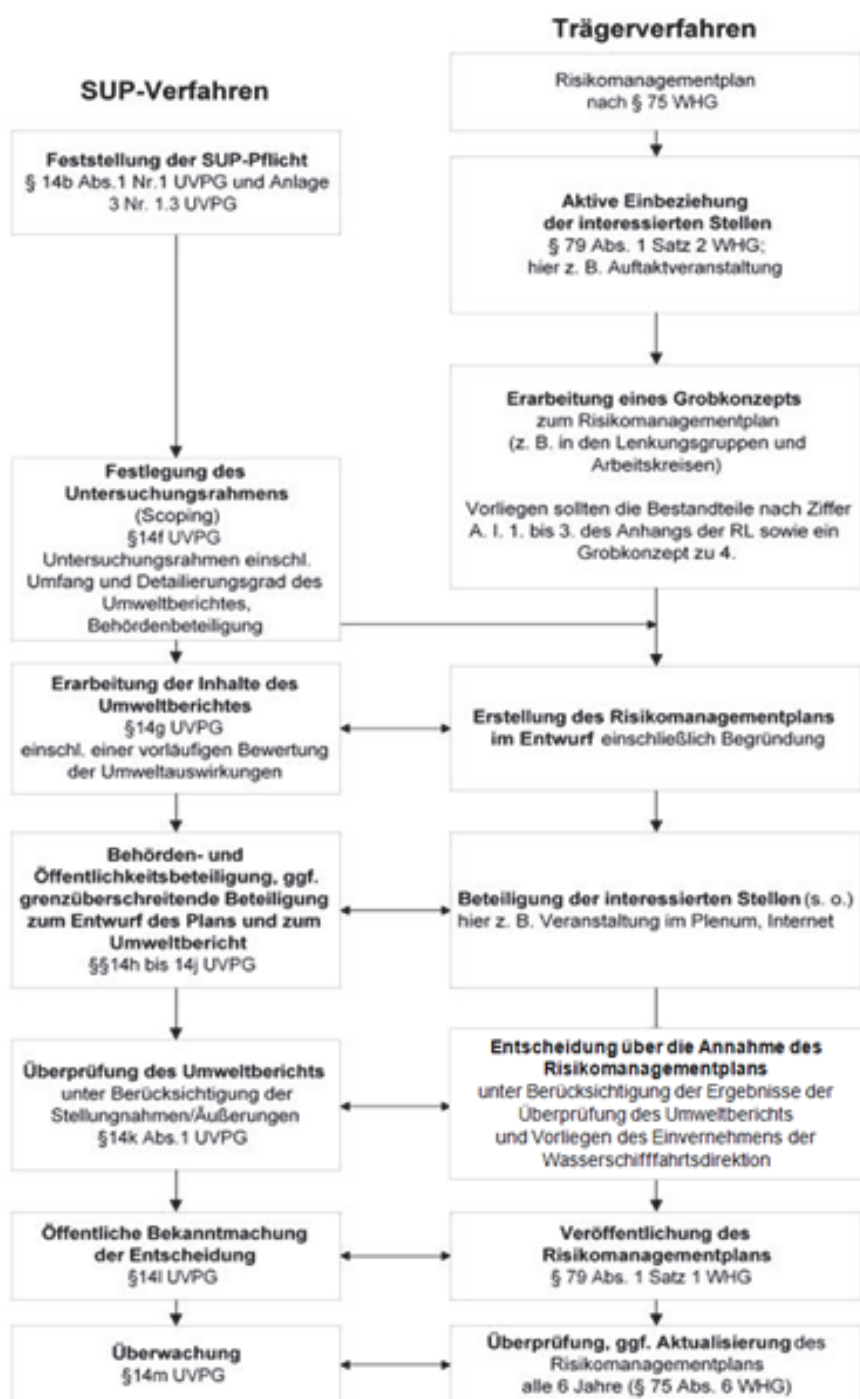 SUP-Verfahren
Feststellung der SUP-Pflicht
§ 14b Abs.1 Nr.1 UVPG und Anlage
3 Nr. 1.3 UVPG
Festlegung des
Untersuchungsrahmens
(Scoping)
§14f UVPG
Untersuchungsrahmen einschl.
Umfang und Detailierungsgrad des
Umweltberichtes,
Behördenbeteiligung
Erarbeitung der Inhalte des
Umweltberichtes
§14g UVPG
einschl. einer vorläufigen Bewertung
der Umweltauswirkungen
Behörden- und
Öffentlichkeitsbeteiligung, ggf.
grenzüberschreitende Beteiligung
zum Entwurf des Plans und zum
Umweltbericht
§§14h bis 14j UVPG
Überprüfung des Umweltberichts
unter Berücksichtigung der
Stellungnahmen/Äußerungen
§14k Abs.1 UVPG
Öffentliche Bekanntmachung
der Entscheidung
§14l UVPG
Überwachung
§14m UVPG
Trägerverfahren
Risikomanagementplan
nach § 75 WHG
Aktive Einbeziehung
der interessierten Stellen
§ 79 Abs. 1 Satz 2 WHG;
hier z. B. Auftaktveranstaltung
Erarbeitung eines Grobkonzepts
zum Risikomanagementplan
(z. B. in den Lenkungsgruppen und
Arbeitskreisen)
Vorliegen sollten die Bestandteile nach Ziffer
A. I. 1. bis 3. des Anhangs der RL sowie ein
Grobkonzept zu 4.
Erstellung des Risikomanagementplans
im Entwurf einschließlich Begründung
Beteiligung der interessierten Stellen (s. o.)
hier z. B. Veranstaltung im Plenum, Internet
Entscheidung über die Annahme des
Risikomanagementplans
unter Berücksichtigung der Ergebnisse der
Überprüfung des Umweltberichts
und Vorliegen des Einvernehmens der
Wasserschifffahrtsdirektion
Veröffentlichung des
Risikomanagementplans
§ 79 Abs. 1 Satz 1 WHG
Überprüfung, ggf. Aktualisierung des
Risikomanagementplans
alle 6 Jahre (§ 75 Abs. 6 WHG)